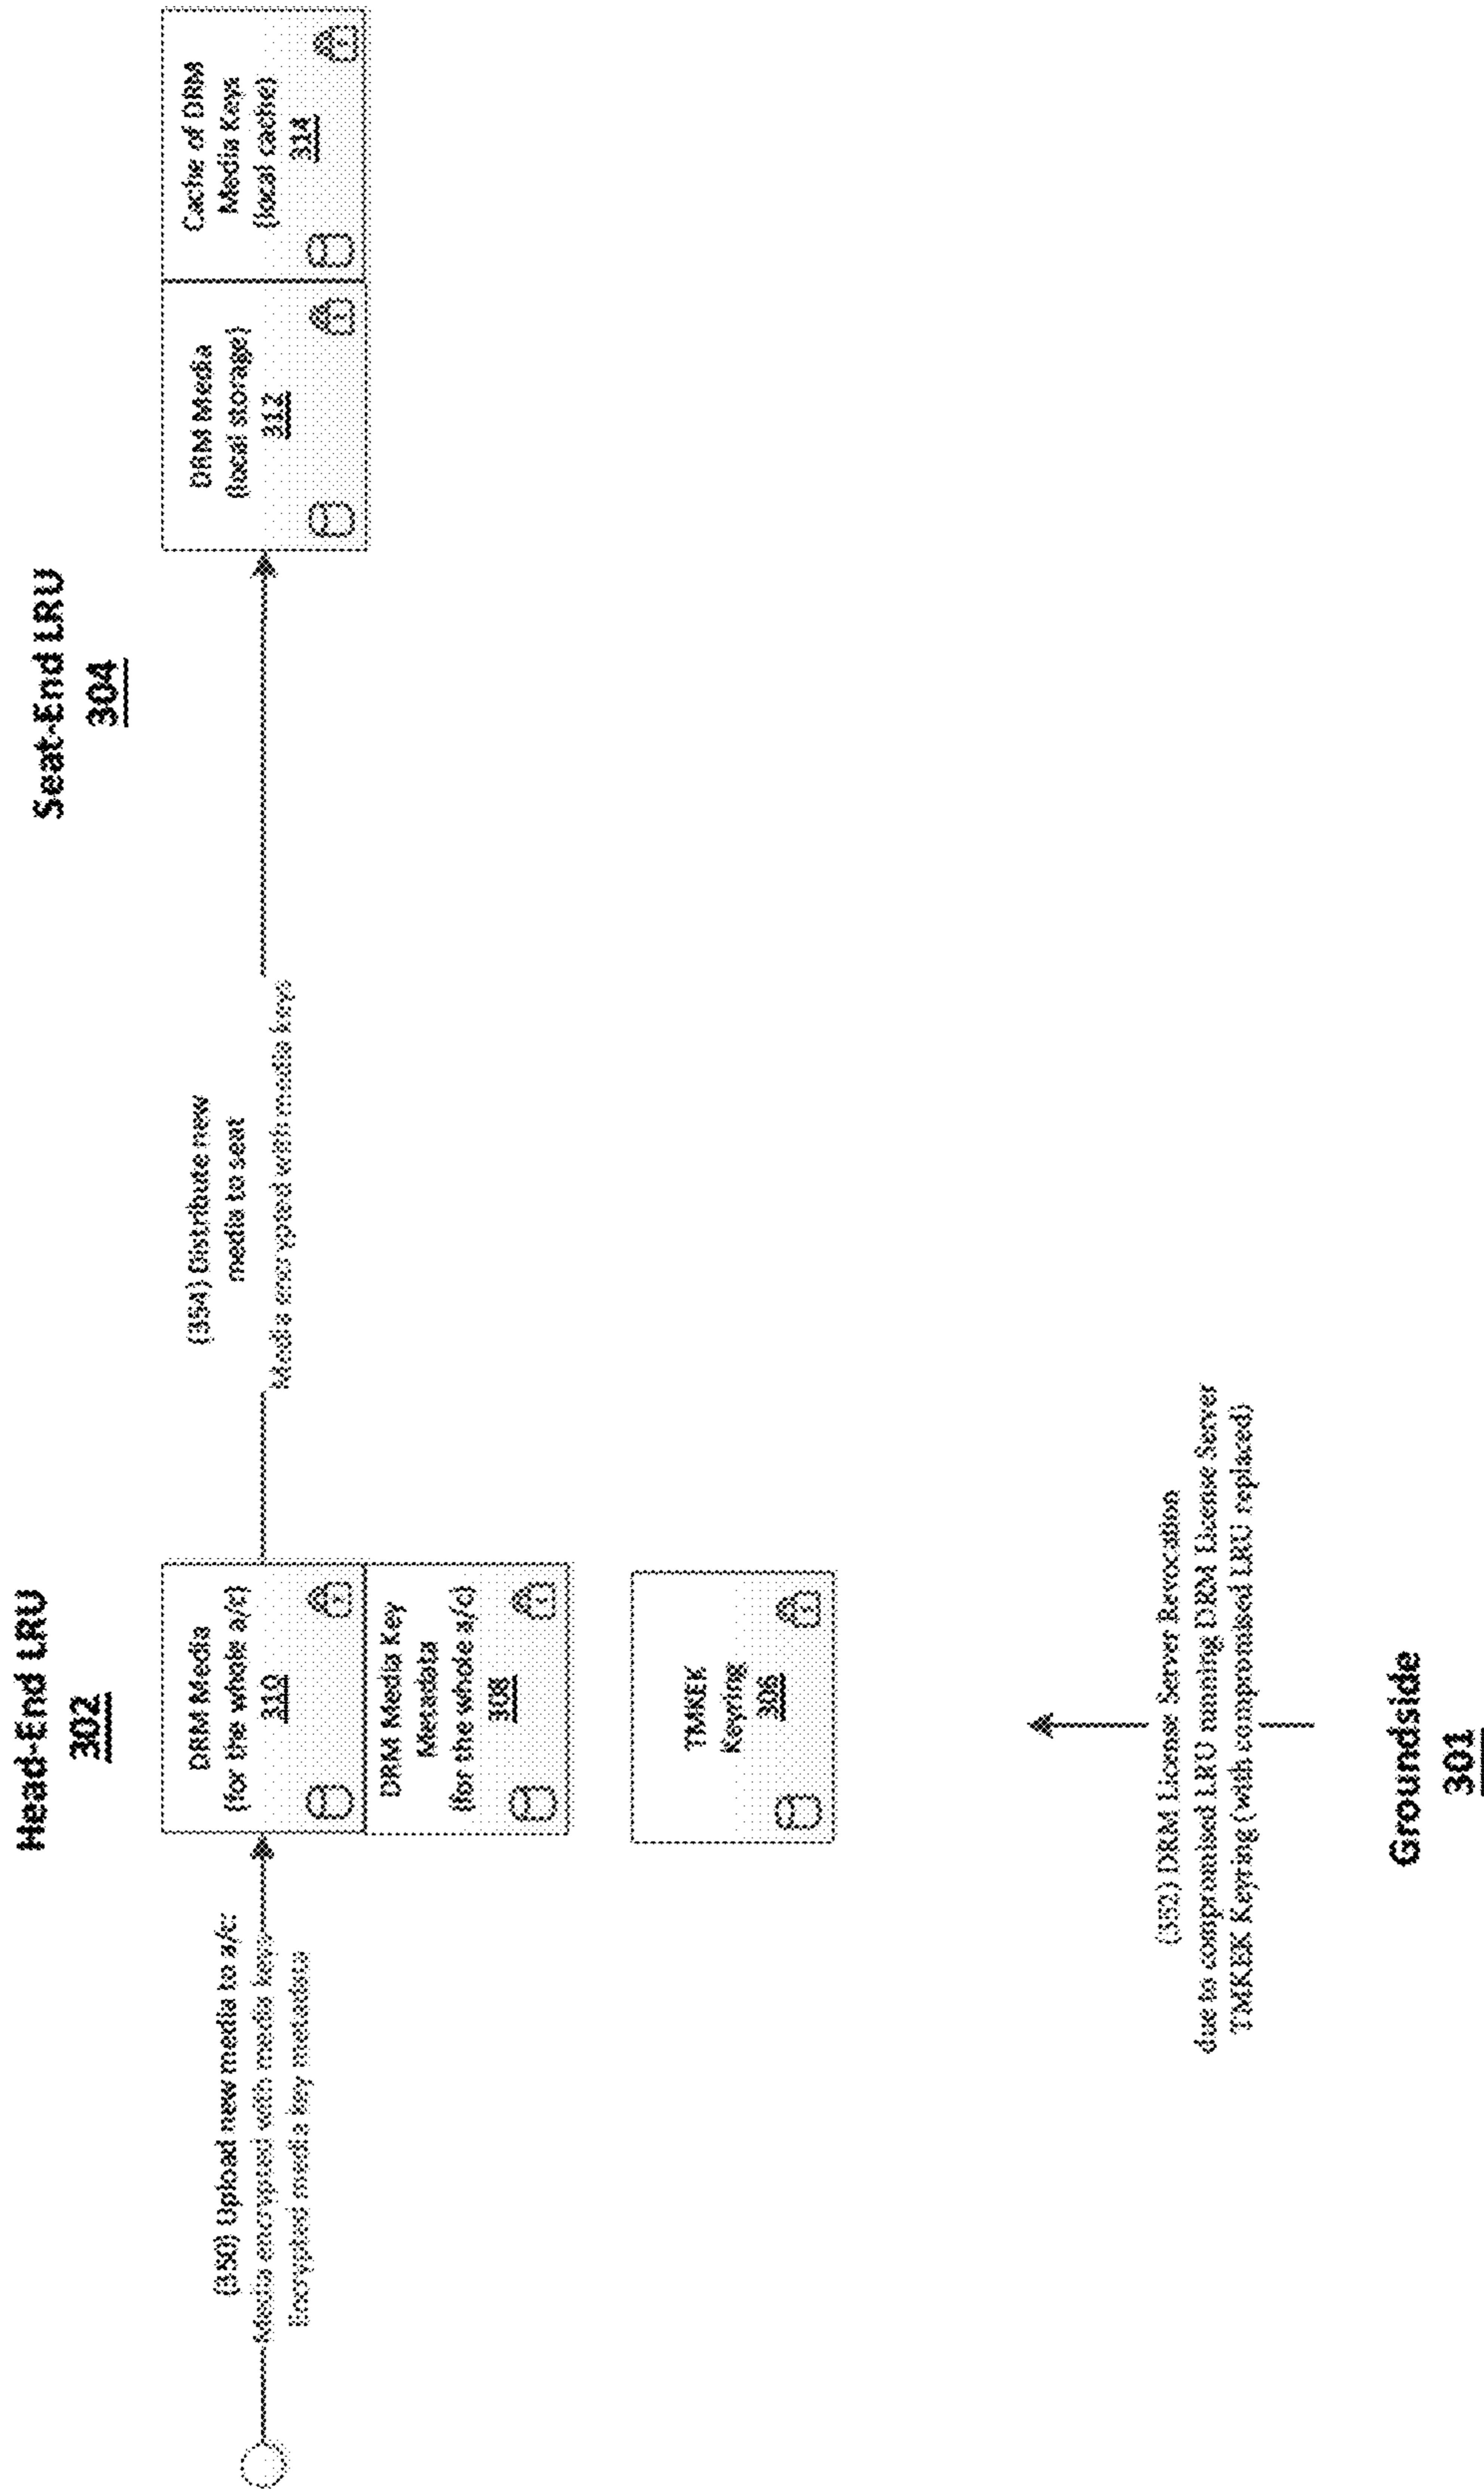 Head-End LRU
302
Seat-End LRU
304
(350) Upload new media to a/c:
Media encrypted with media keys
Encrypted media key metadata
DRM Media
(for the whole a/c)
310
DRM Media Key
Metadata
(for the whole a/c)
308
TMKEK
Keyring
306
(354) Distribute new
media to seat
Media encrypted with media keys
DRM Media
(local storage)
312
Cache of DRM
Media Keys
(local cache)
314
(352) DRM License Server Revocation
due to compromised LRU running DRM License Server
TMKEK Keyring (with compromised LRU replaced)
Groundside
301